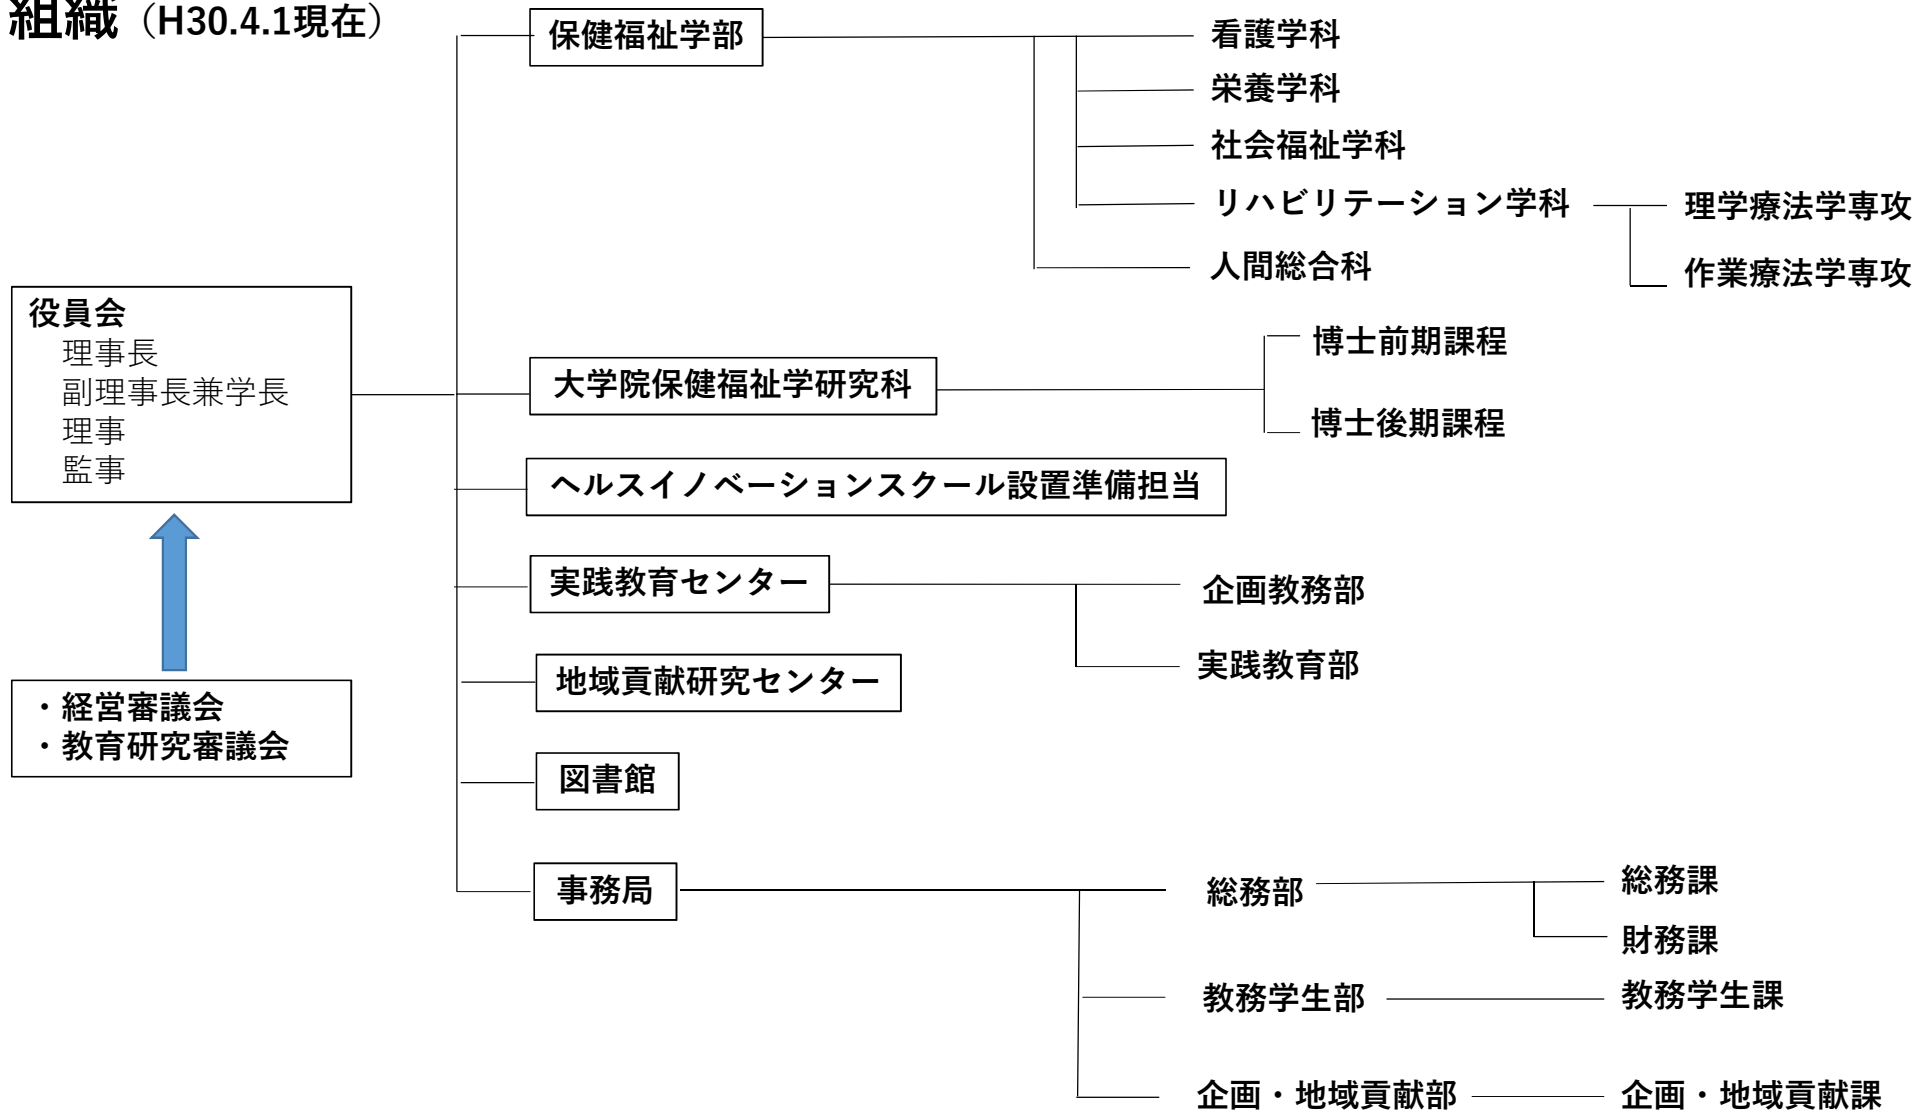 組織（H30.4.1現在）
保健福祉学部
看護学科
栄養学科
社会福祉学科
リハビリテーション学科
理学療法学専攻
作業療法学専攻
人間総合科
役員会
理事長
副理事長兼学長
理事
監事
・経営審議会
・教育研究審議会
大学院保健福祉学研究科
博士前期課程
博士後期課程
ヘルスイノベーションスクール設置準備担当
実践教育センター
企画教務部
実践教育部
地域貢献研究センター
図書館
事務局
総務部
総務課
財務課
教務学生部
教務学生課
企画・地域貢献部
企画・地域貢献課